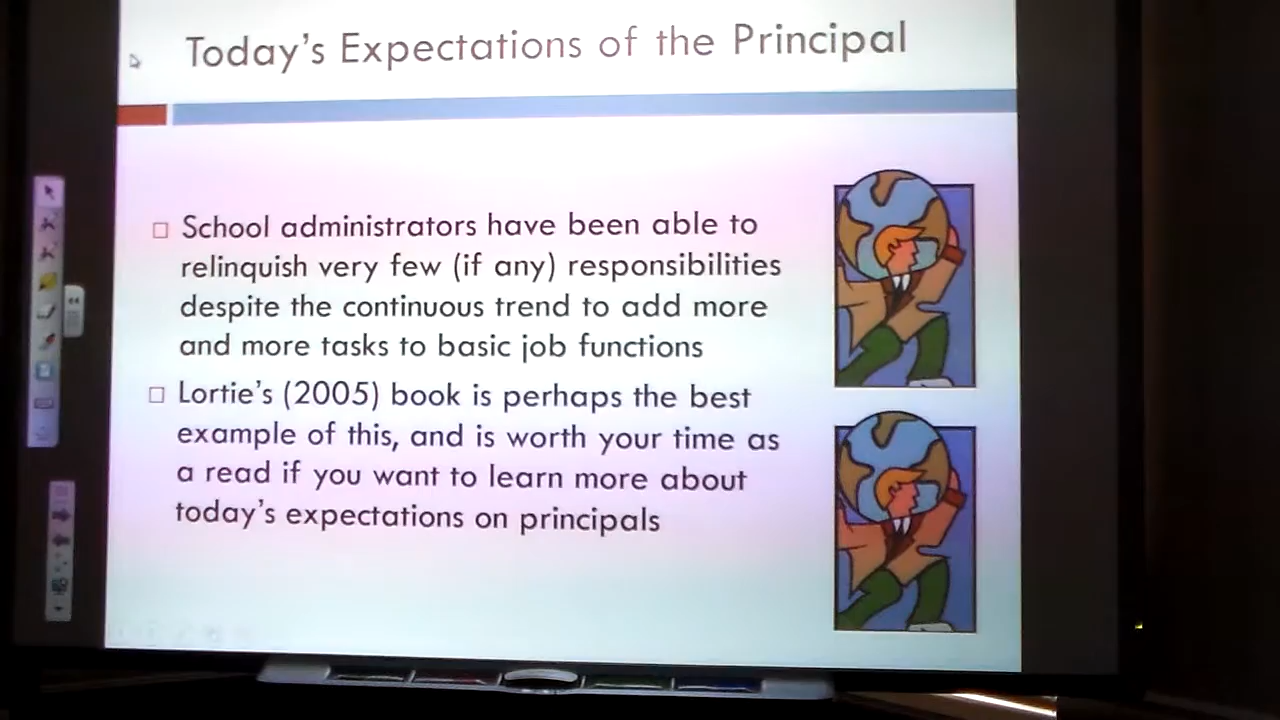 Today's Expectations of the Principal
School administrators have been able to
relinquish very few (if any) responsibilities
despite the continuous trend to add more
and more tasks to basic job functions
Lortie's (2005) book is perhaps the best
example of this, and is worth your time as
a read if you want to learn more about
today's expectations on principals